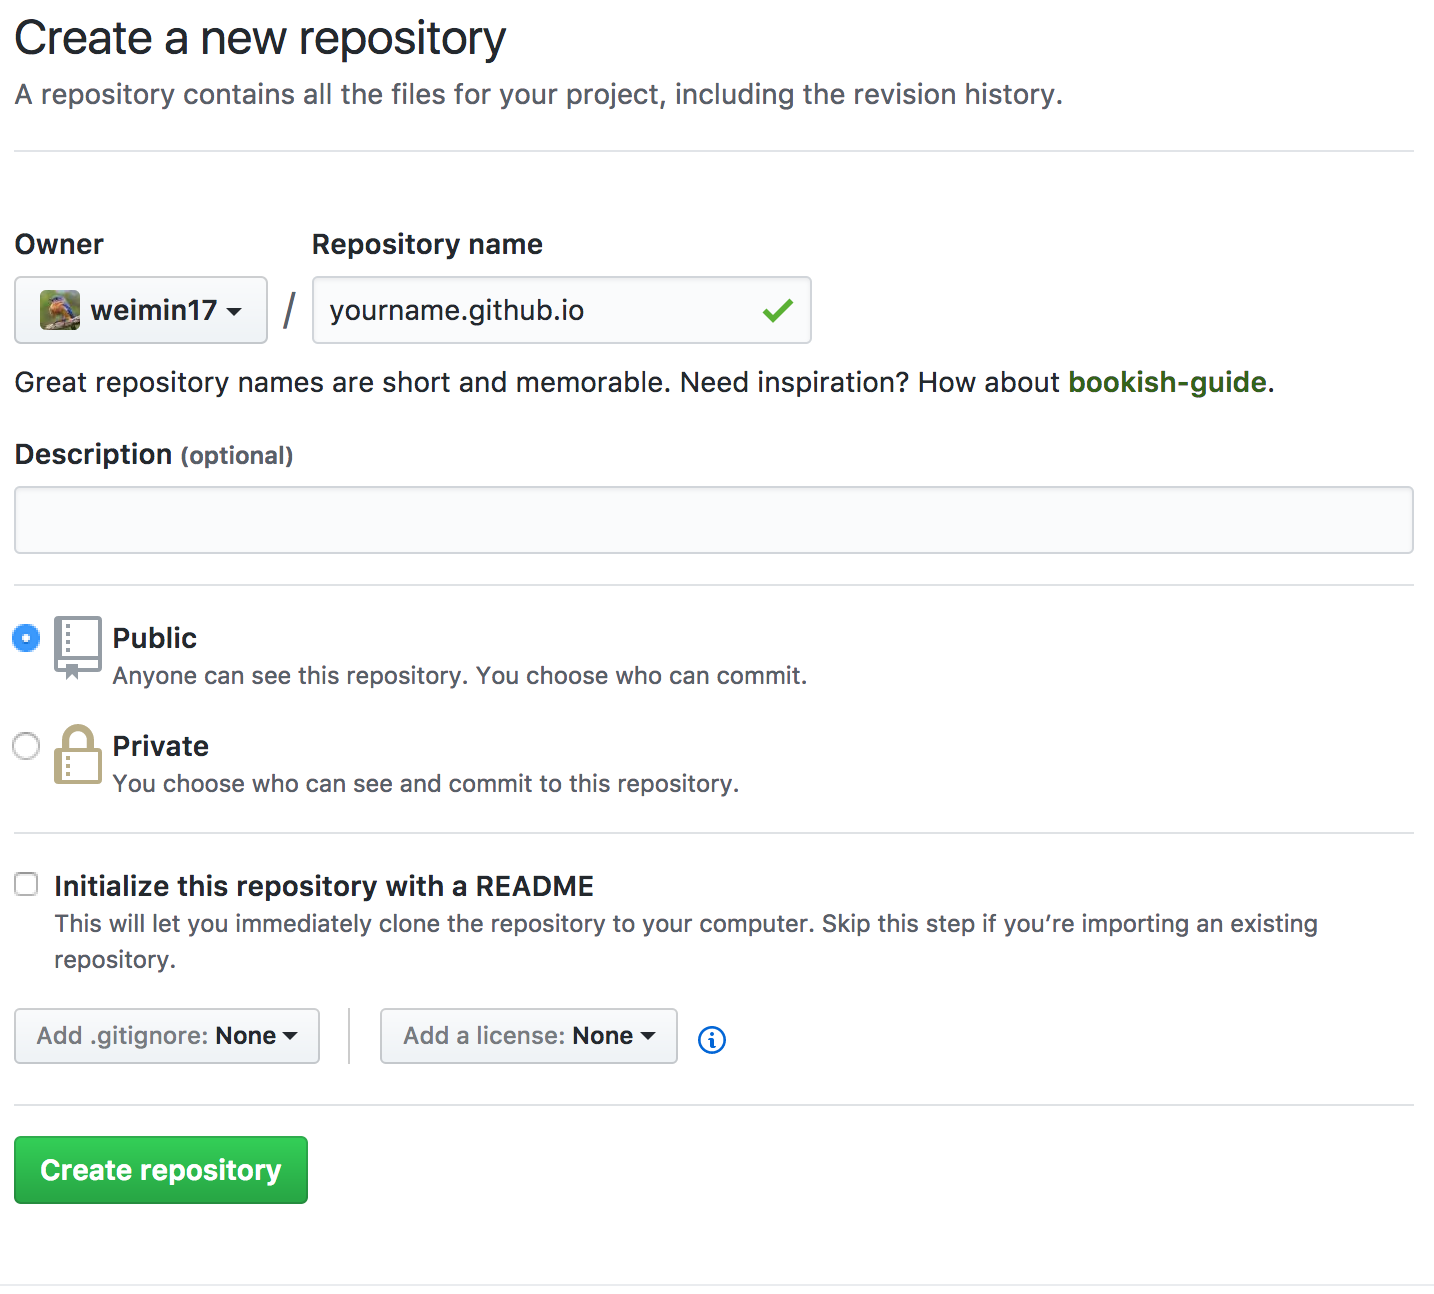 Create a new repository
A repository contains all the files for your project, including the revision history.
Owner
Repository name
weimin17 / yourname.github.io
Great repository names are short and memorable. Need inspiration? How about bookish-guide.
Description (optional)
Public
Anyone can see this repository. You choose who can commit.
Private
You choose who can see and commit to this repository.
Initialize this repository with a README
This will let you immediately clone the repository to your computer. Skip this step if you’re importing an existing
repository.
Add .gitignore: None
Add a license: None
Create repository